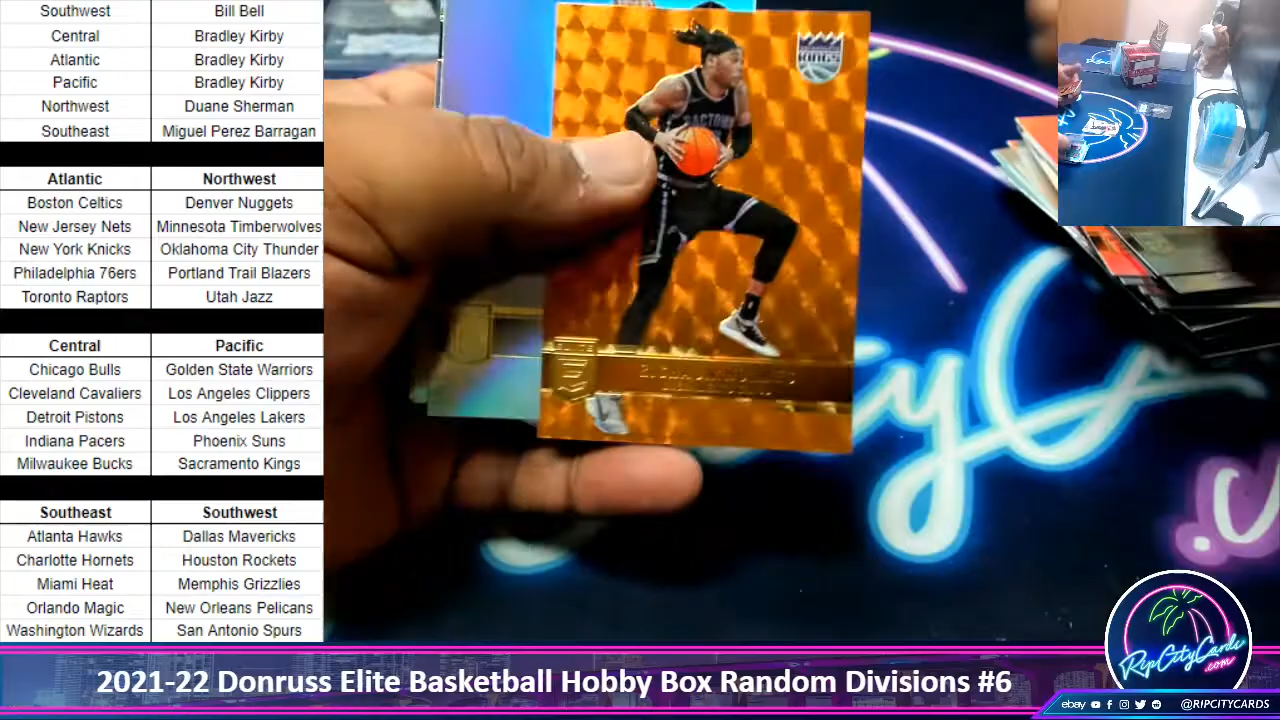 Southwest Bill Bell
Central Bradley Kirby
Atlantic Bradley Kirby
Pacific Bradley Kirby
Northwest Duane Sherman
Southeast Miguel Perez Barragan
Atlantic Northwest
Boston Celtics Denver Nuggets
New Jersey Nets Minnesota Timberwolves
New York Knicks Oklahoma City Thunder
Philadelphia 76ers Portland Trail Blazers
Toronto Raptors Utah Jazz
Central Pacific
Chicago Bulls Golden State Warriors
Cleveland Cavaliers Los Angeles Clippers
Detroit Pistons Los Angeles Lakers
Indiana Pacers Phoenix Suns
Milwaukee Bucks Sacramento Kings
Southeast Southwest
Atlanta Hawks Dallas Mavericks
Charlotte Hornets Houston Rockets
Miami Heat Memphis Grizzlies
Orlando Magic New Orleans Pelicans
Washington Wizards San Antonio Spurs
KINGS
ity C
RipCityCards
.com
2021-22 Donruss Elite Basketball Hobby Box Random Divisions #6
ebay @RIPCITYCARDS